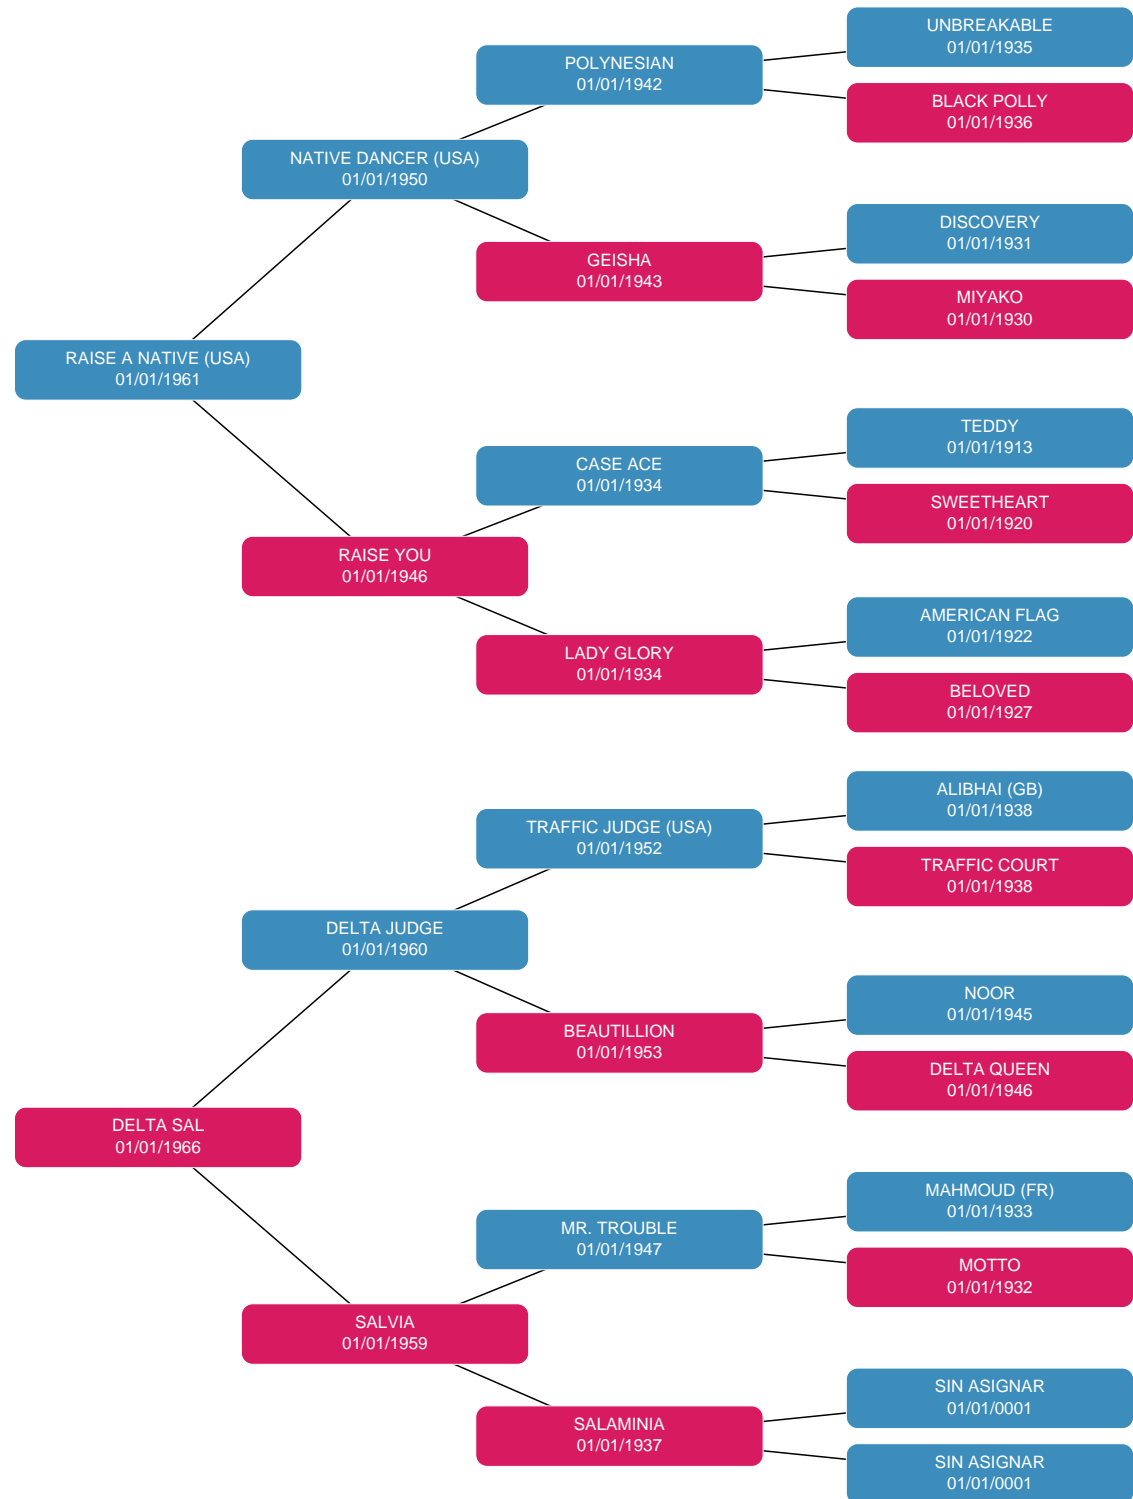 UNBREAKABLE
01/01/1935
POLYNESIAN
01/01/1942
BLACK POLLY
01/01/1936
NATIVE DANCER (USA)
01/01/1950
DISCOVERY
01/01/1931
GEISHA
01/01/1943
MIYAKO
01/01/1930
RAISE A NATIVE (USA)
01/01/1961
TEDDY
01/01/1913
CASE ACE
01/01/1934
SWEETHEART
01/01/1920
RAISE YOU
01/01/1946
AMERICAN FLAG
01/01/1922
LADY GLORY
01/01/1934
BELOVED
01/01/1927
ALIBHAI (GB)
01/01/1938
TRAFFIC JUDGE (USA)
01/01/1952
TRAFFIC COURT
01/01/1938
DELTA JUDGE
01/01/1960
NOOR
01/01/1945
BEAUTILLION
01/01/1953
DELTA QUEEN
01/01/1946
DELTA SAL
01/01/1966
MAHMOUD (FR)
01/01/1933
MR. TROUBLE
01/01/1947
MOTTO
01/01/1932
SALVIA
01/01/1959
SIN ASIGNAR
01/01/0001
SALAMINIA
01/01/1937
SIN ASIGNAR
01/01/0001